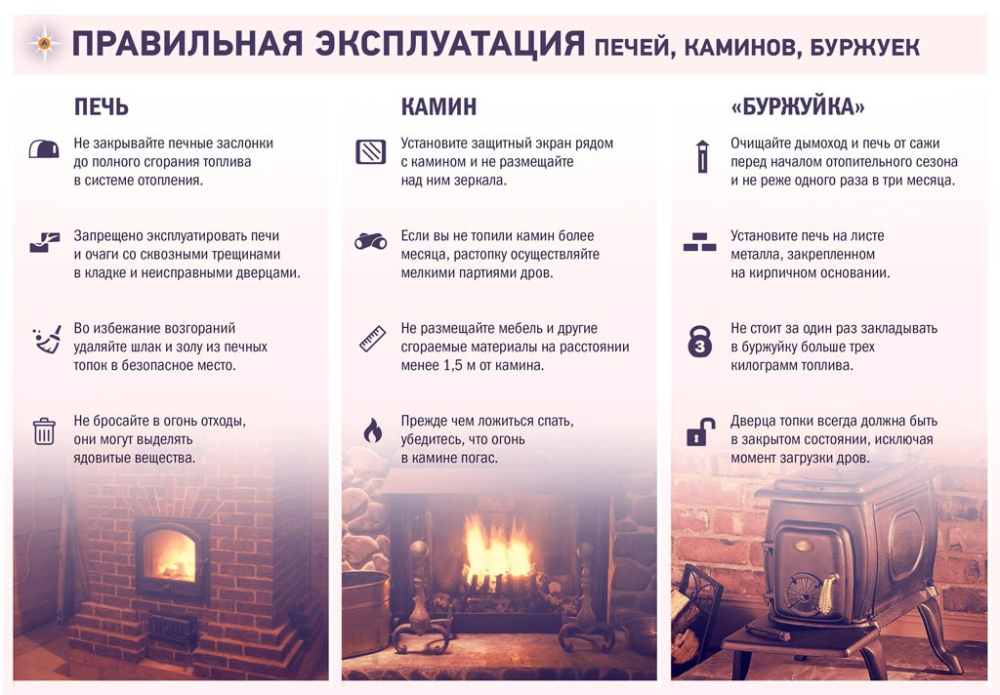 ПРАВИЛЬНАЯ ЭКСПЛУАТАЦИЯ ПЕЧЕЙ, КАМИНОВ, БУРЖУЕК
ПЕЧЬ
Не закрывайте печные заслонки
до полного сгорания топлива
в системе отопления.
Запрещено эксплуатировать печи
и очаги со сквозными трещинами
в кладке и неисправными дверцами.
Во избежание возгораний
удаляйте шлак и золу из печных
топок в безопасное место.
Не бросайте в огонь отходы,
они могут выделять
ядовитые вещества.
КАМИН
Установите защитный экран рядом
с камином и не размещайте
над ним зеркала.
Если вы не топили камин более
месяца, растопку осуществляйте
мелкими партиями дров.
Не размещайте мебель и другие
сгораемые материалы на расстоянии
менее 1,5 м от камина.
Прежде чем ложиться спать,
убедитесь, что огонь
в камине погас.
«БУРЖУЙКА»
Очищайте дымоход и печь от сажи
перед началом отопительного сезона
и не реже одного раза в три месяца.
Установите печь на листе
металла, закрепленном
на кирпичном основании.
3
Не стоит за один раз закладывать
в буржуйку больше трех
килограмм топлива.
Дверца топки всегда должна быть
в закрытом состоянии, исключая
момент загрузки дров.